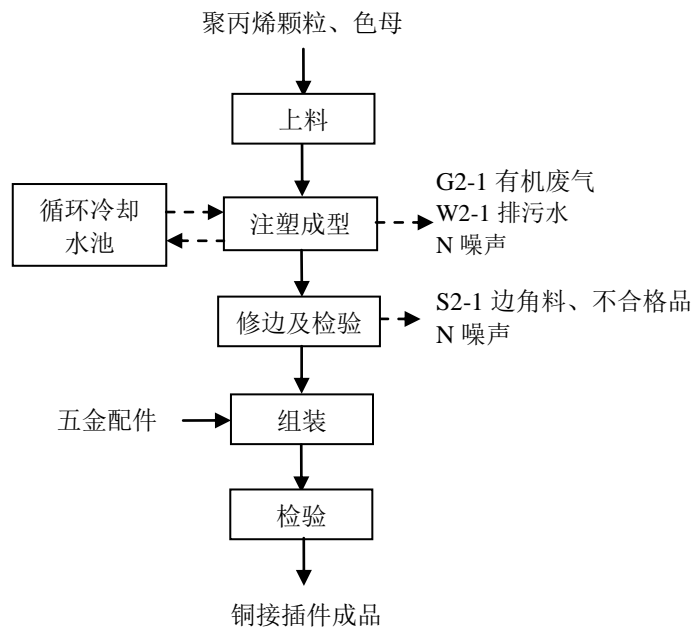 聚丙烯颗粒、色母
上料
循环冷却
水池
注塑成型
G2-1 有机废气
W2-1 排污水
N 噪声
修边及检验
S2-1 边角料、不合格品
N 噪声
五金配件
组装
检验
铜接插件成品